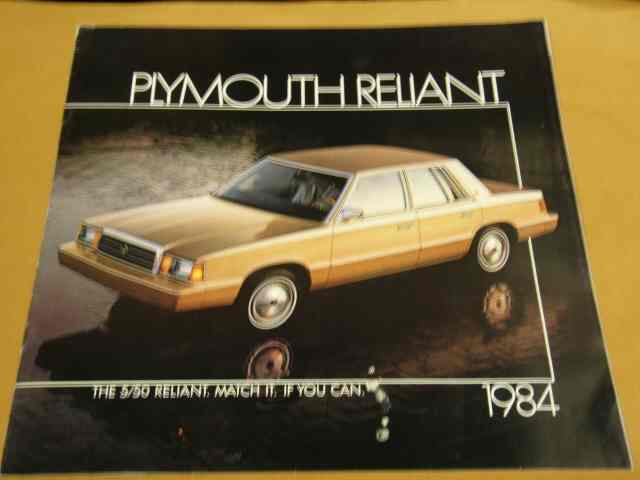 PLYMOUTH RELIANT
THE 5/50 RELIANT. MATCH IT. IF YOU CAN.
1984